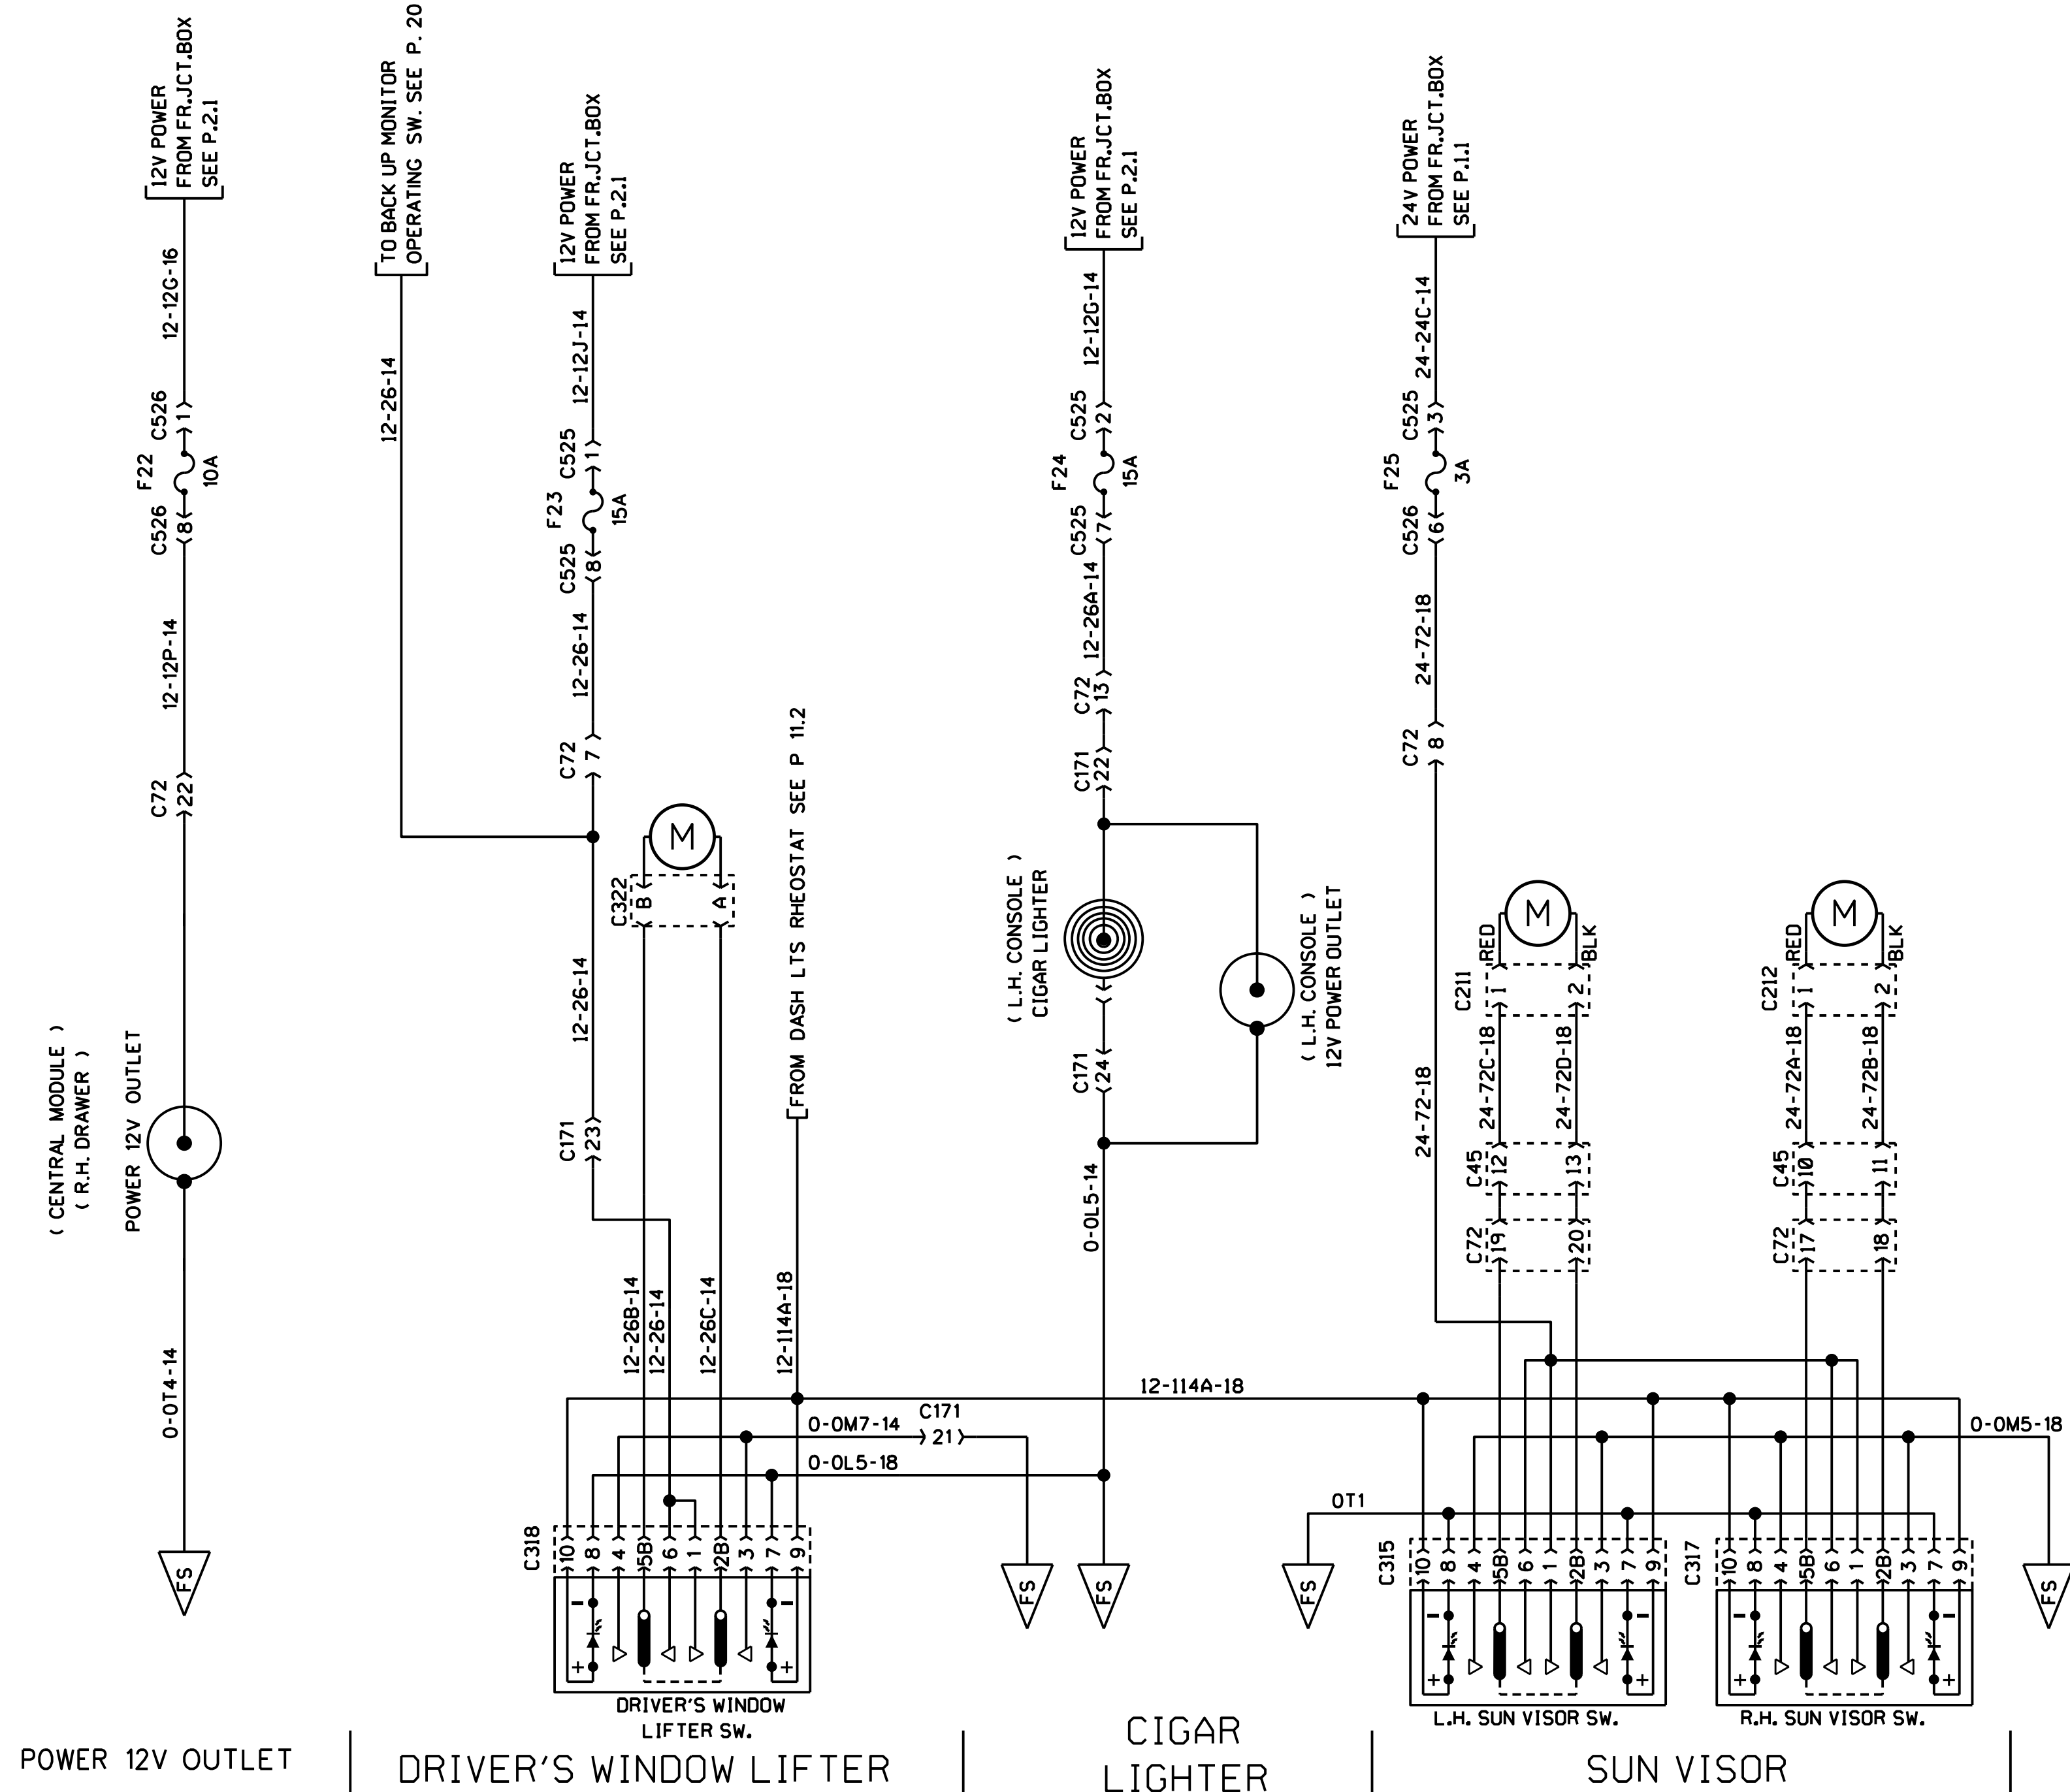 12V POWER
FROM FR.JCT.BOX
SEE P.2.1
12-12G-16
C526
1
F22
10A
C526
8
12-12P-14
C72
22
( CENTRAL MODULE )
( R.H. DRAWER )
POWER 12V OUTLET
0-0T4-14
FS
POWER 12V OUTLET
TO BACK UP MONITOR
OPERATING SW. SEE P. 20
12-26-14
12V POWER
FROM FR.JCT.BOX
SEE P.2.1
12-12J-14
C525
1
F23
15A
C525
8
12-26-14
C72
7
M
C322
B
A
12-26-14
C171
23
FROM DASH LTS RHEOSTAT SEE P 11.2
12-26B-14
12-26-14
12-26C-14
12-114A-18
12-114A-18
0-0M7-14
C171
21
0-0L5-18
C318
10
8
4
5B
6
1
2B
3
7
9
-
-
+
+
DRIVER'S WINDOW
LIFTER SW.
FS
DRIVER'S WINDOW LIFTER
12V POWER
FROM FR.JCT.BOX
SEE P.2.1
12-12G-14
C525
2
F24
15A
C525
7
12-26A-14
C72
13
C171
22
( L.H. CONSOLE )
CIGAR LIGHTER
( L.H. CONSOLE )
12V POWER OUTLET
C171
24
0-0L5-14
FS
CIGAR
LIGHTER
24V POWER
FROM FR.JCT.BOX
SEE P.1.1
24-24C-14
C525
3
F25
3A
C526
6
24-72-18
C72
8
24-72-18
M
RED
BLK
C211
1
2
24-72C-18
24-72D-18
C45
12
13
C72
19
20
M
RED
BLK
C212
1
2
24-72A-18
24-72B-18
C45
10
11
C72
17
18
0-0M5-18
0T1
FS
C315
10
8
4
5B
6
1
2B
3
7
9
-
-
+
+
L.H. SUN VISOR SW.
C317
10
8
4
5B
6
1
2B
3
7
9
-
-
+
+
R.H. SUN VISOR SW.
FS
SUN VISOR